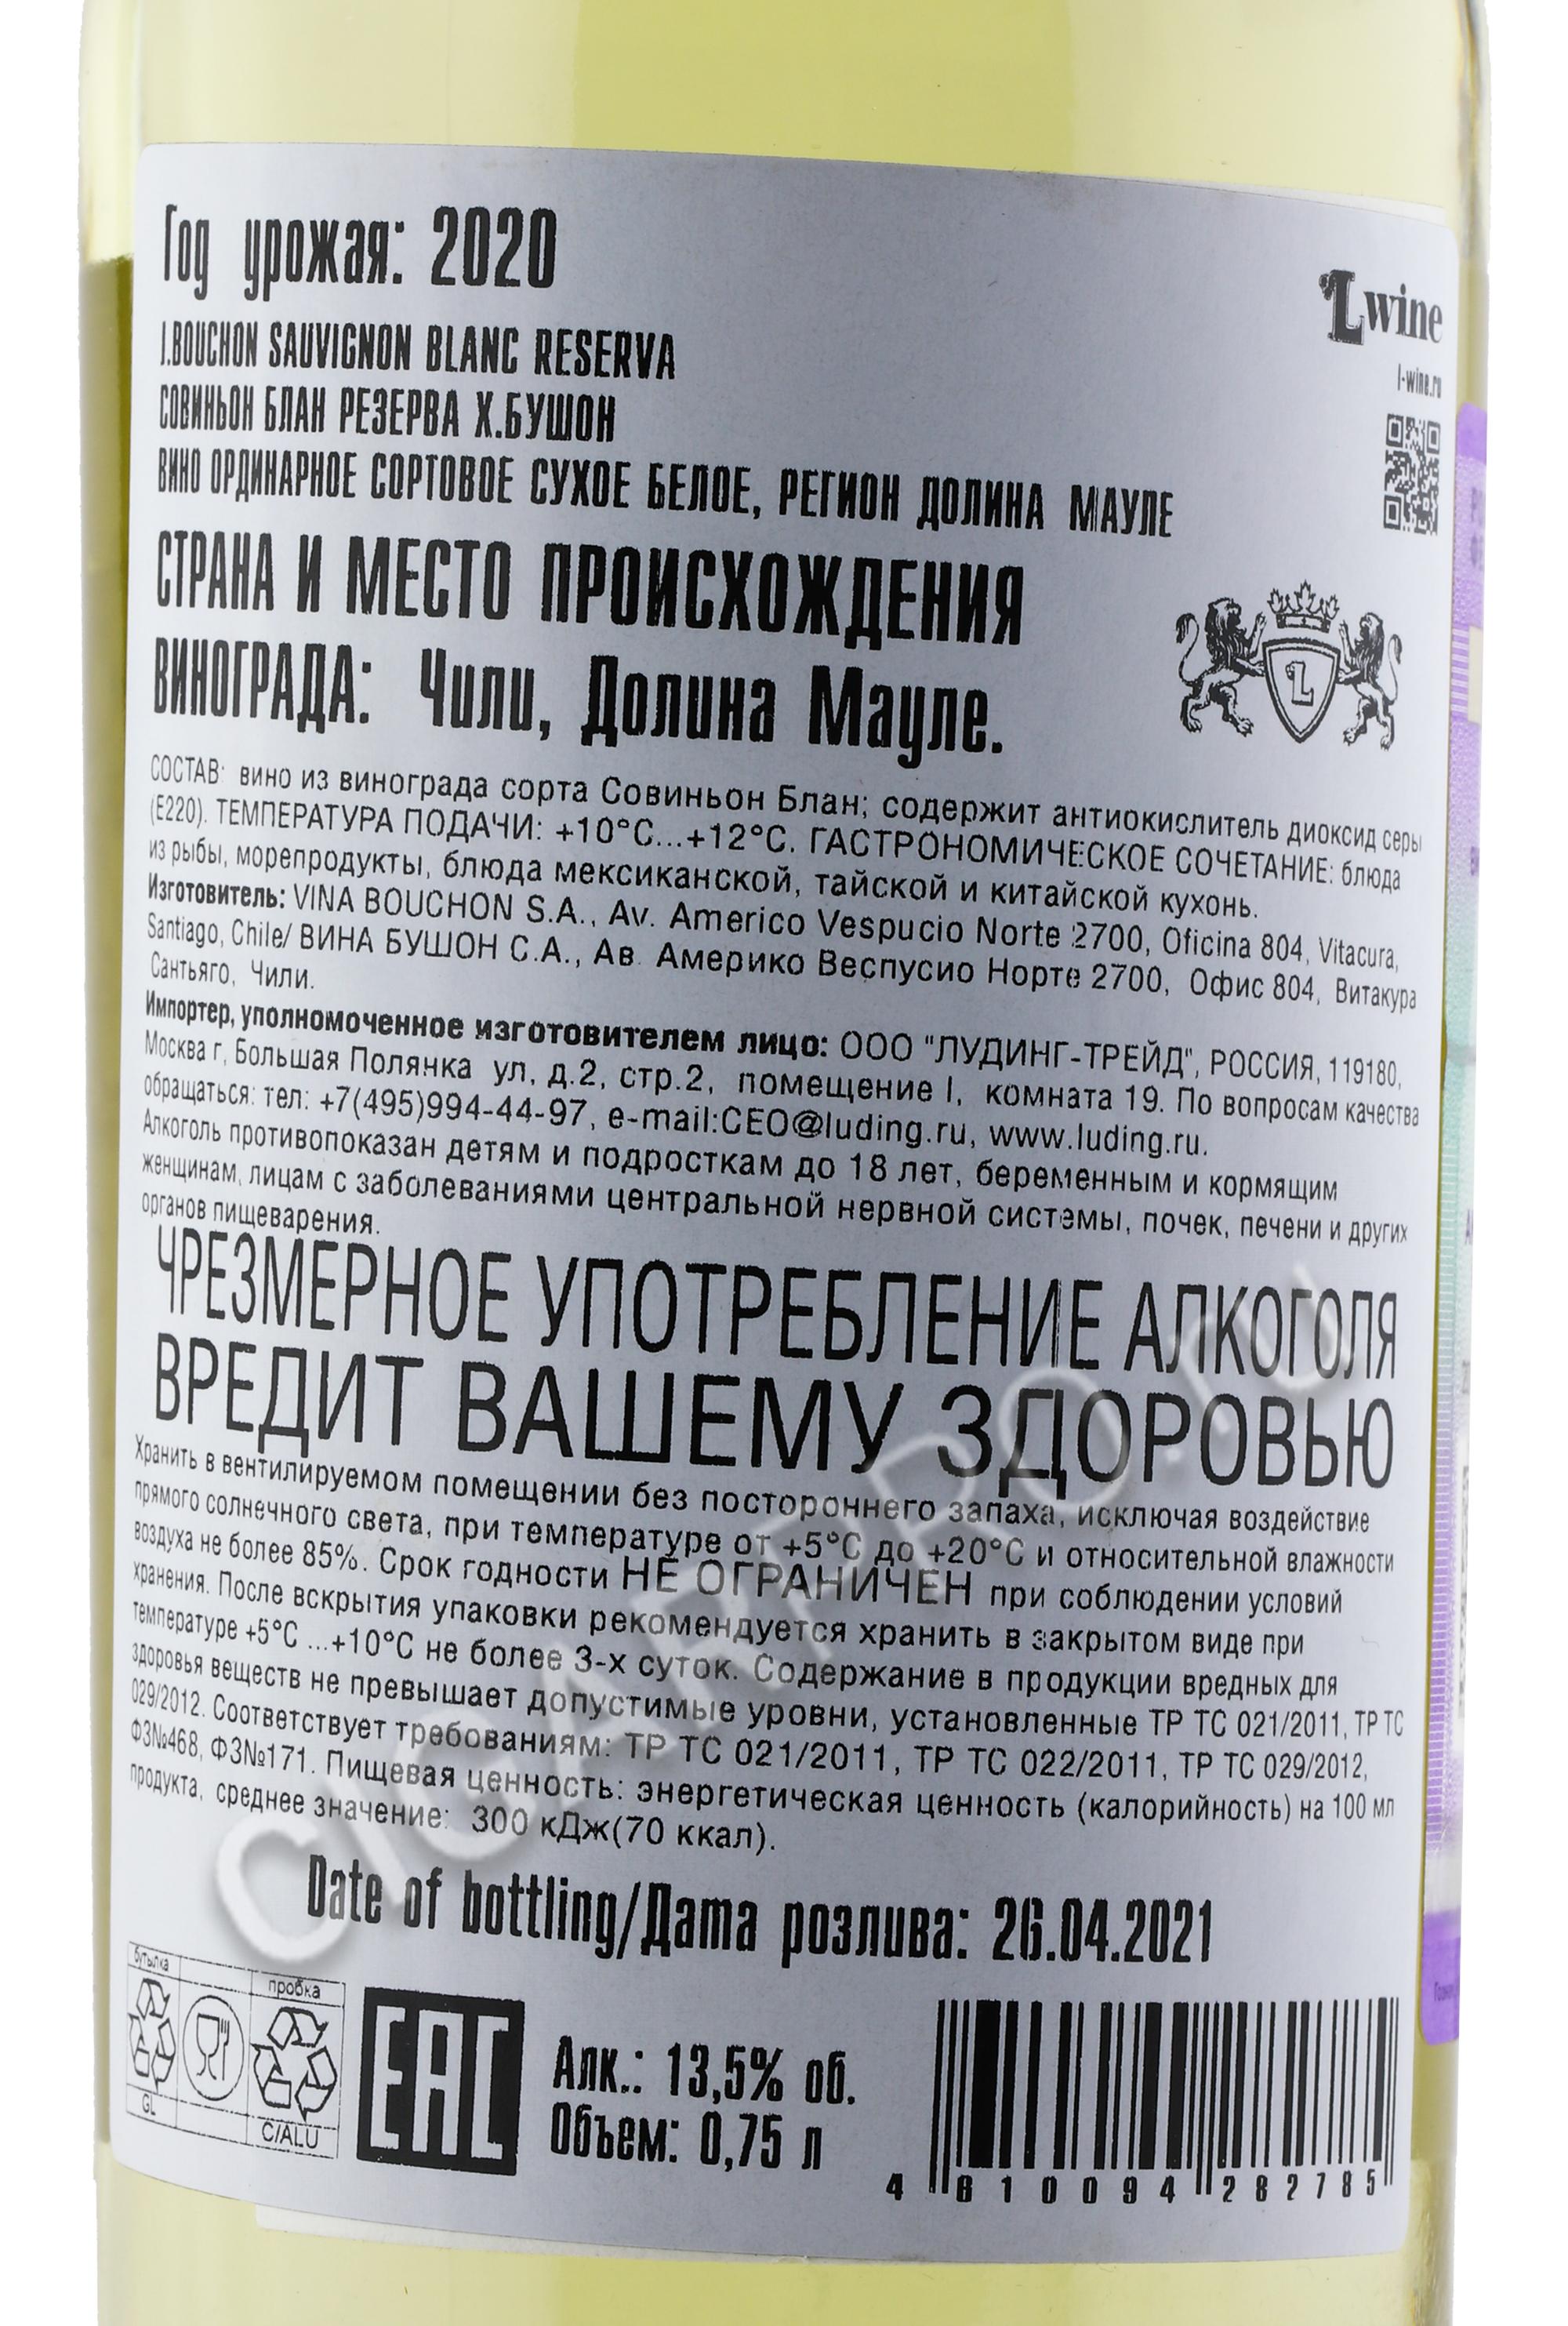 Год урожая: 2020
Lwine
J.BOUCHON SAUVIGNON BLANC RESERVA
l-wine.ru
СОВИНЬОН БЛАН РЕЗЕРВА Х.БУШОН
ВИНО ОРДИНАРНОЕ СОРТОВОЕ СУХОЕ БЕЛОЕ, РЕГИОН ДОЛИНА МАУЛЕ
СТРАНА И МЕСТО ПРОИСХОЖДЕНИЯ
ВИНОГРАДА: Чили, Долина Мауле.
L
СОСТАВ: вино из винограда сорта Совиньон Блан; содержит антиокислитель диоксид серы
(Е220). ТЕМПЕРАТУРА ПОДАЧИ: +10°С...+12°С. ГАСТРОНОМИЧЕСКОЕ СОЧЕТАНИЕ: блюда
из рыбы, морепродукты, блюда мексиканской, тайской и китайской кухонь.
Изготовитель: VINA BOUCHON S.A., Av. Americo Vespucio Norte 2700, Oficina 804, Vitacura,
Santiago, Chile/ ВИНА БУШОН С.А., Ав. Америко Веспусио Норте 2700, Офис 804, Витакура
Сантьяго, Чили.
Импортер, уполномоченное изготовителем лицо: ООО "ЛУДИНГ-ТРЕЙД", РОССИЯ, 119180,
Москва г, Большая Полянка ул, д.2, стр.2, помещение I, комната 19. По вопросам качества
обращаться: тел: +7(495)994-44-97, e-mail:CEO@luding.ru, www.luding.ru.
Алкоголь противопоказан детям и подросткам до 18 лет, беременным и кормящим
женщинам, лицам с заболеваниями центральной нервной системы, почек, печени и других
органов пищеварения.
ЧРЕЗМЕРНОЕ УПОТРЕБЛЕНИЕ АЛКОГОЛЯ
ВРЕДИТ ВАШЕМУ ЗДОРОВЬЮ
Хранить в вентилируемом помещении без постороннего запаха, исключая воздействие
прямого солнечного света, при температуре от +5°С до +20°С и относительной влажности
воздуха не более 85%. Срок годности НЕ ОГРАНИЧЕН при соблюдении условий
хранения. После вскрытия упаковки рекомендуется хранить в закрытом виде при
температуре +5°С ...+10°С не более 3-х суток. Содержание в продукции вредных для
здоровья веществ не превышает допустимые уровни, установленные ТР ТС 021/2011, ТР ТС
029/2012. Соответствует требованиям: ТР ТС 021/2011, ТР ТС 022/2011, ТР ТС 029/2012,
ФЗ№468, ФЗ№171. Пищевая ценность: энергетическая ценность (калорийность) на 100 мл
продукта, среднее значение: 300 кДж(70 ккал).
CIGARPRO.ru
Date of bottling/Дата розлива: 26.04.2021
бутылка
пробка
GL
C/ALU
EAC
Алк.: 13,5% об.
Объем: 0,75 л
4 610094 282785